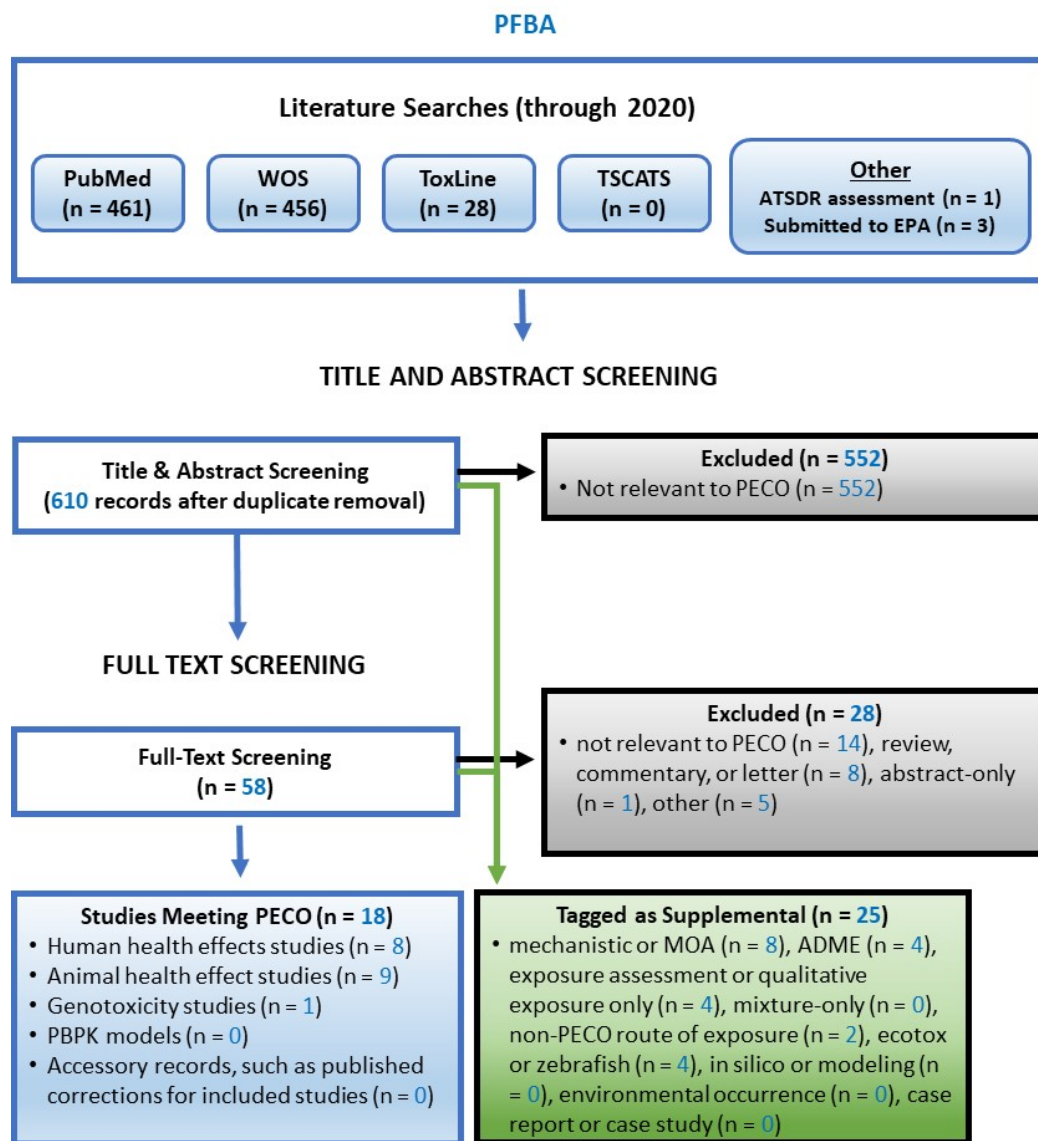 PFBA
Literature Searches (through 2020)
PubMed
(n = 461)
WOS
(n = 456)
ToxLine
(n = 28)
TSCATS
(n = 0)
Other
ATSDR assessment (n = 1)
Submitted to EPA (n = 3)
TITLE AND ABSTRACT SCREENING
Title & Abstract Screening
(610 records after duplicate removal)
Excluded (n = 552)
• Not relevant to PECO (n = 552)
FULL TEXT SCREENING
Full-Text Screening
(n = 58)
Excluded (n = 28)
• not relevant to PECO (n = 14), review,
commentary, or letter (n = 8), abstract-only
(n = 1), other (n = 5)
Studies Meeting PECO (n = 18)
• Human health effects studies (n = 8)
• Animal health effect studies (n = 9)
• Genotoxicity studies (n = 1)
• PBPK models (n = 0)
• Accessory records, such as published
corrections for included studies (n = 0)
Tagged as Supplemental (n = 25)
• mechanistic or MOA (n = 8), ADME (n = 4),
exposure assessment or qualitative
exposure only (n = 4), mixture-only (n = 0),
non-PECO route of exposure (n = 2), ecotox
or zebrafish (n = 4), in silico or modeling (n
= 0), environmental occurrence (n = 0), case
report or case study (n = 0)